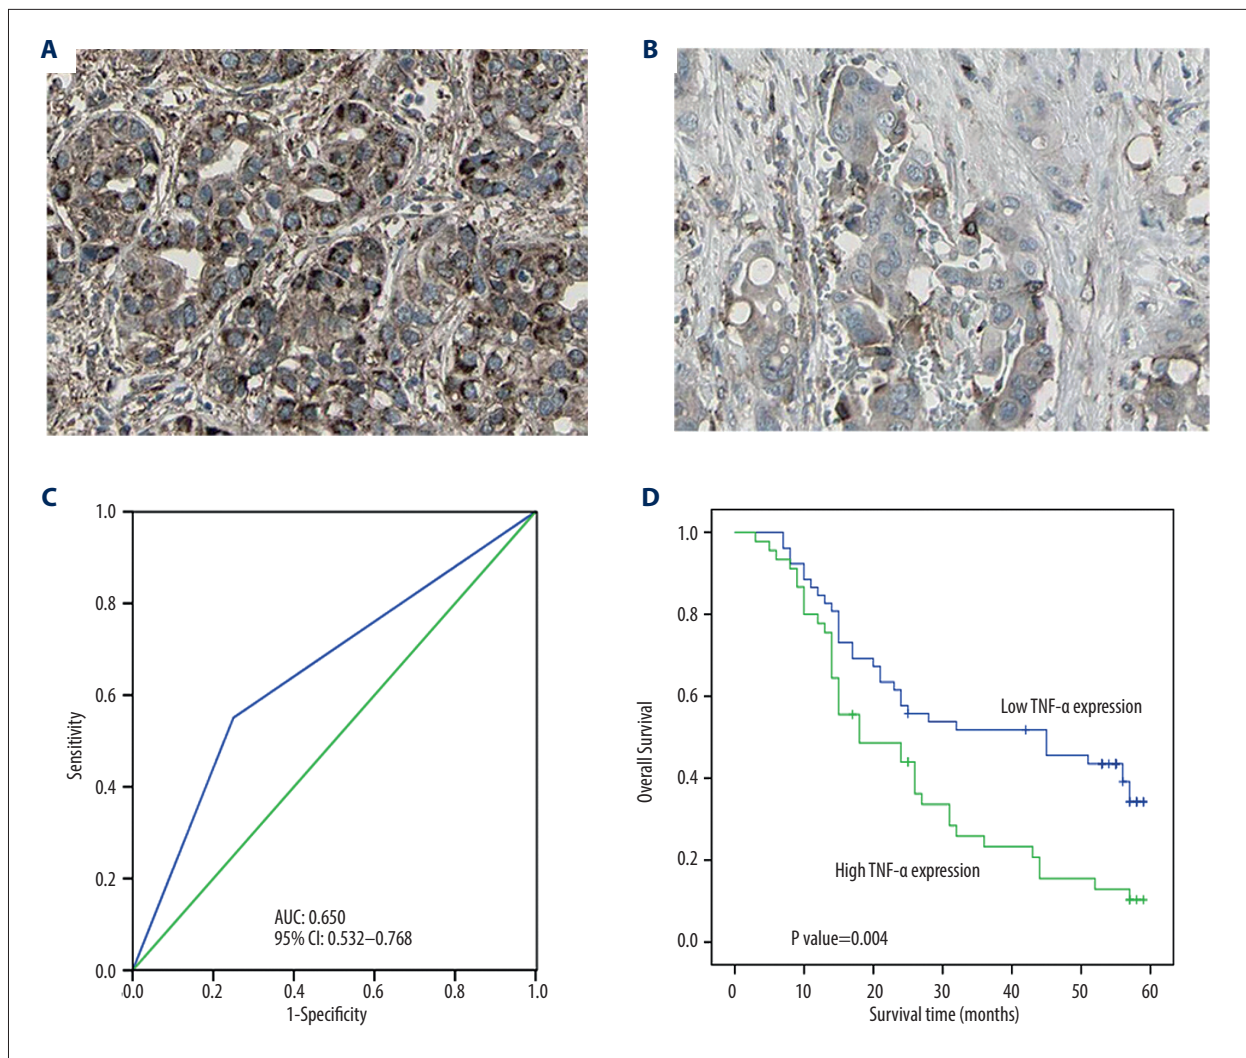 A
B
C
1.0
0.8
0.6
0.4
0.2
0.0
Sensitivity
AUC: 0.650
95% CI: 0.532–0.768
0.0 0.2 0.4 0.6 0.8 1.0
1-Specificity
D
1.0
0.8
0.6
0.4
0.2
0.0
Overall Survival
Low TNF-α expression
High TNF-α expression
P value=0.004
0 10 20 30 40 50 60
Survival time (months)